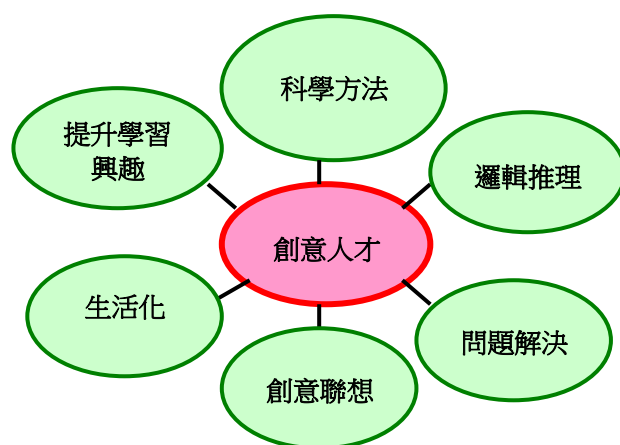 科學方法
提升學習
興趣
邏輯推理
創意人才
生活化
問題解決
創意聯想